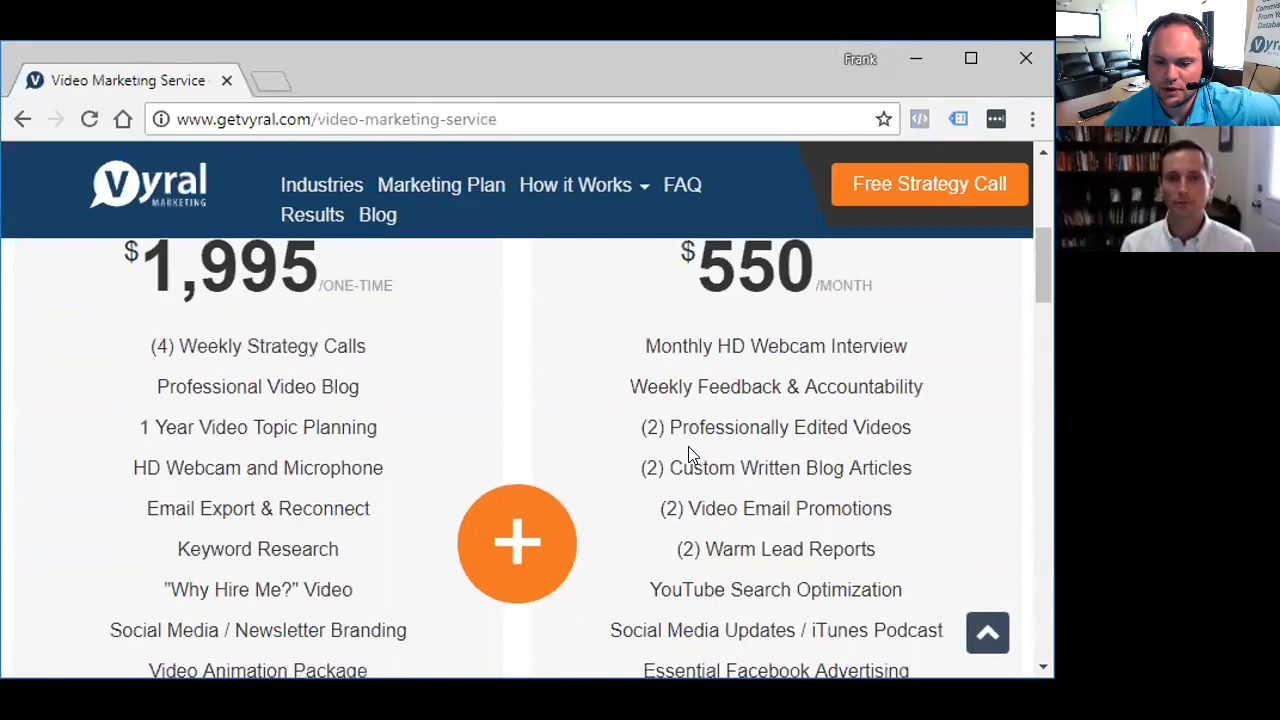 Video Marketing Service
Frank
www.getvyral.com/video-marketing-service
Vyral
MARKETING
Industries Marketing Plan How it Works FAQ
Results Blog
Free Strategy Call
$1,995/ONE-TIME
(4) Weekly Strategy Calls
Professional Video Blog
1 Year Video Topic Planning
HD Webcam and Microphone
Email Export & Reconnect
Keyword Research
"Why Hire Me?" Video
Social Media / Newsletter Branding
Video Animation Package
$550/MONTH
Monthly HD Webcam Interview
Weekly Feedback & Accountability
(2) Professionally Edited Videos
(2) Custom Written Blog Articles
(2) Video Email Promotions
(2) Warm Lead Reports
YouTube Search Optimization
Social Media Updates / iTunes Podcast
Essential Facebook Advertising
From Yo
Databa
Vyral